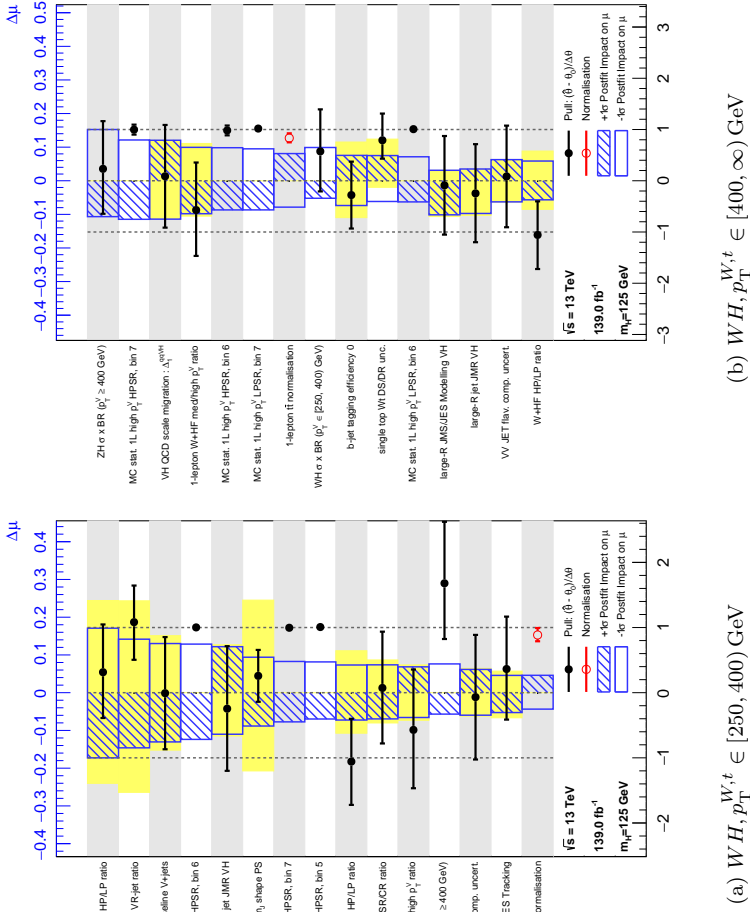 Δμ
−0.4 −0.3 −0.2 −0.1 0 0.1 0.2 0.3 0.4 0.5
ZH σ x BR (p_T^V ≥ 400 GeV)
MC stat. 1L high p_T^V HPSR, bin 7
VH QCD scale migration : Δ_1^{qqVH}
1-lepton W+HF med/high p_T^V ratio
MC stat. 1L high p_T^V HPSR, bin 6
MC stat. 1L high p_T^V LPSR, bin 7
1-lepton tt̄ normalisation
WH σ x BR (p_T^V ∈ [250, 400) GeV)
b-jet tagging efficiency 0
single top Wt DS/DR unc.
MC stat. 1L high p_T^V LPSR, bin 6
large-R JMS/JES Modelling VH
large-R jet JMR VH
VV JET flav. comp. uncert.
W+HF HP/LP ratio
√s = 13 TeV
139.0 fb⁻¹
m_H=125 GeV
Pull: (θ̂ - θ₀)/Δθ
Normalisation
+1σ Postfit Impact on μ
-1σ Postfit Impact on μ
−3 −2 −1 0 1 2 3
(b) WH, p_T^{W,t} ∈ [400, ∞) GeV
Δμ
−0.4 −0.3 −0.2 −0.1 0 0.1 0.2 0.3 0.4
HP/LP ratio
VR-jet ratio
eline V+jets
HPSR, bin 6
jet JMR VH
shape PS
HPSR, bin 7
HPSR, bin 5
HP/LP ratio
SR/CR ratio
high p_T^V ratio
≥ 400 GeV)
omp. uncert.
ES Tracking
ormalisation
√s = 13 TeV
139.0 fb⁻¹
m_H=125 GeV
Pull: (θ̂ - θ₀)/Δθ
Normalisation
+1σ Postfit Impact on μ
-1σ Postfit Impact on μ
−2 −1 0 1 2
(a) WH, p_T^{W,t} ∈ [250, 400) GeV